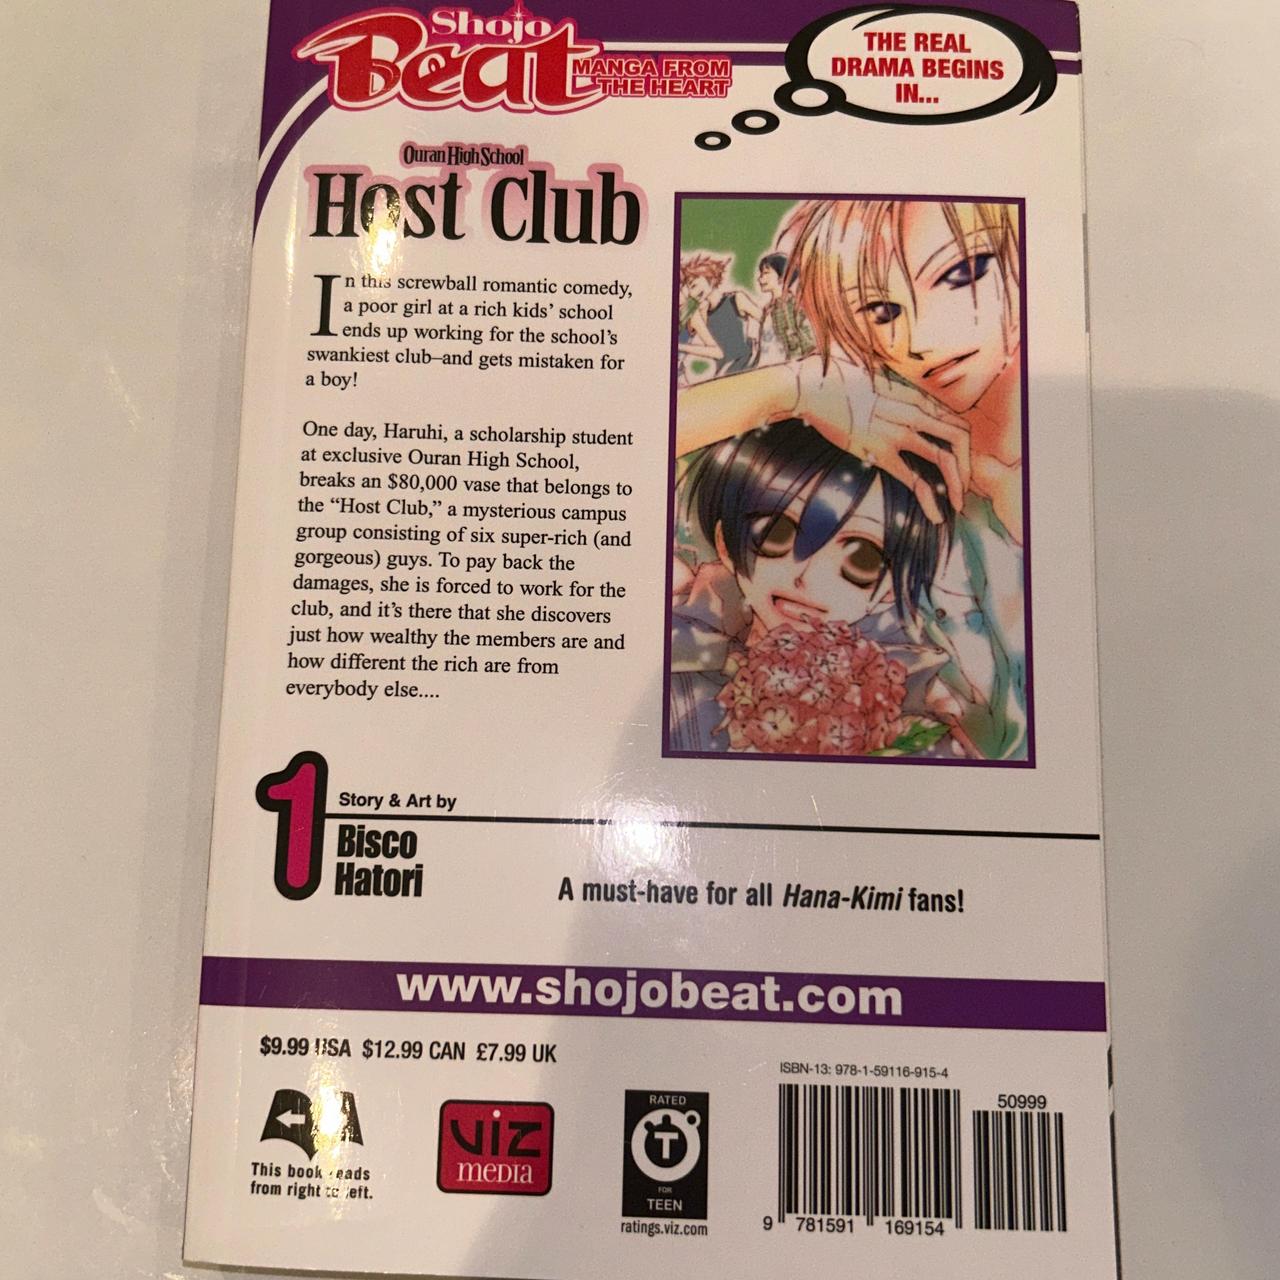 Shojo
Beat
MANGA FROM
THE HEART
THE REAL
DRAMA BEGINS
IN...
Ouran High School
Host Club
In this screwball romantic comedy,
a poor girl at a rich kids' school
ends up working for the school's
swankiest club–and gets mistaken for
a boy!
One day, Haruhi, a scholarship student
at exclusive Ouran High School,
breaks an $80,000 vase that belongs to
the “Host Club,” a mysterious campus
group consisting of six super-rich (and
gorgeous) guys. To pay back the
damages, she is forced to work for the
club, and it's there that she discovers
just how wealthy the members are and
how different the rich are from
everybody else....
1
Story & Art by
Bisco
Hatori
A must-have for all Hana-Kimi fans!
www.shojobeat.com
$9.99 USA $12.99 CAN £7.99 UK
This book reads
from right to left.
VIZ
MEDIA
RATED
T
FOR
TEEN
ratings.viz.com
ISBN-13: 978-1-59116-915-4
50999
9 781591 169154